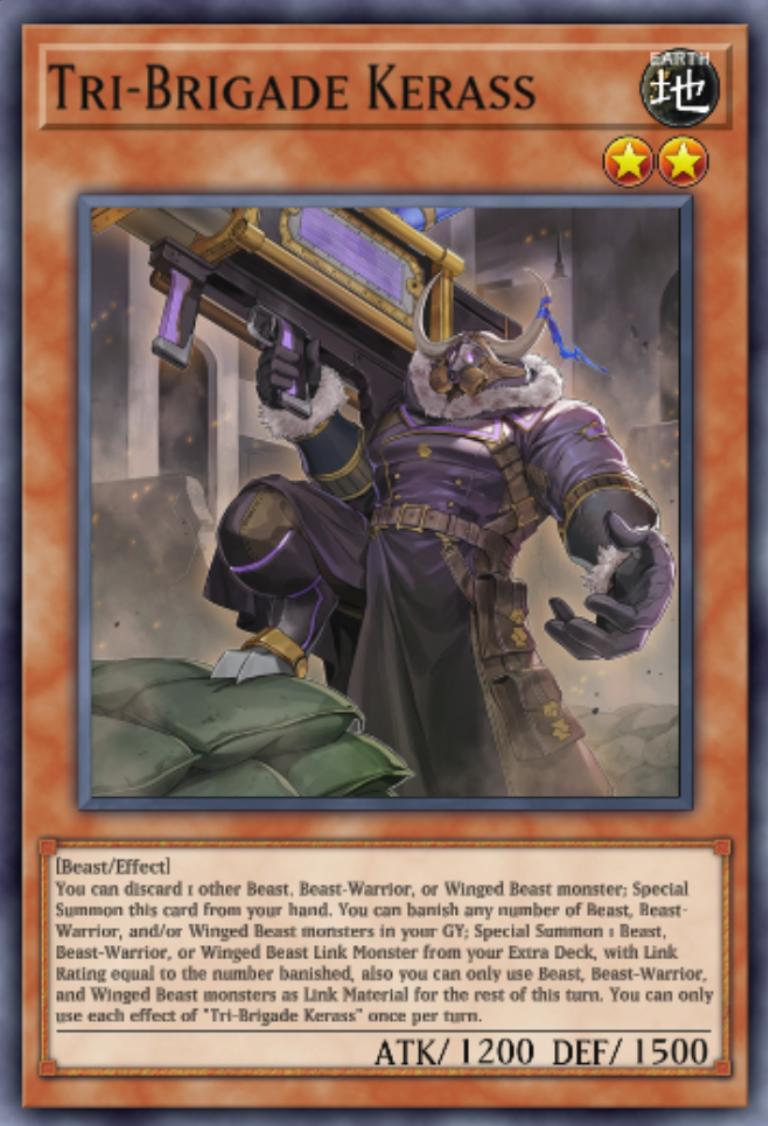 TRI-BRIGADE KERASS
EARTH
地
[Beast/Effect]
You can discard 1 other Beast, Beast-Warrior, or Winged Beast monster; Special
Summon this card from your hand. You can banish any number of Beast, Beast-
Warrior, and/or Winged Beast monsters in your GY; Special Summon 1 Beast,
Beast-Warrior, or Winged Beast Link Monster from your Extra Deck, with Link
Rating equal to the number banished, also you can only use Beast, Beast-Warrior,
and Winged Beast monsters as Link Material for the rest of this turn. You can only
use each effect of "Tri-Brigade Kerass" once per turn.
ATK/ 1200 DEF/ 1500